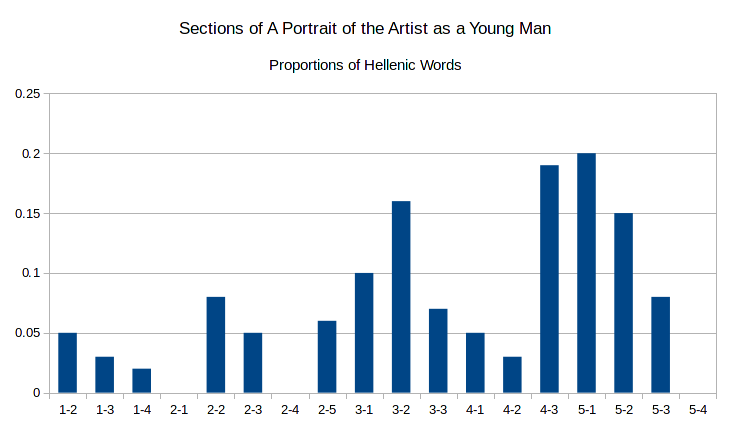 Sections of A Portrait of the Artist as a Young Man
Proportions of Hellenic Words
0.25
0.2
0.15
0.1
0.05
0
1-2 1-3 1-4 2-1 2-2 2-3 2-4 2-5 3-1 3-2 3-3 4-1 4-2 4-3 5-1 5-2 5-3 5-4